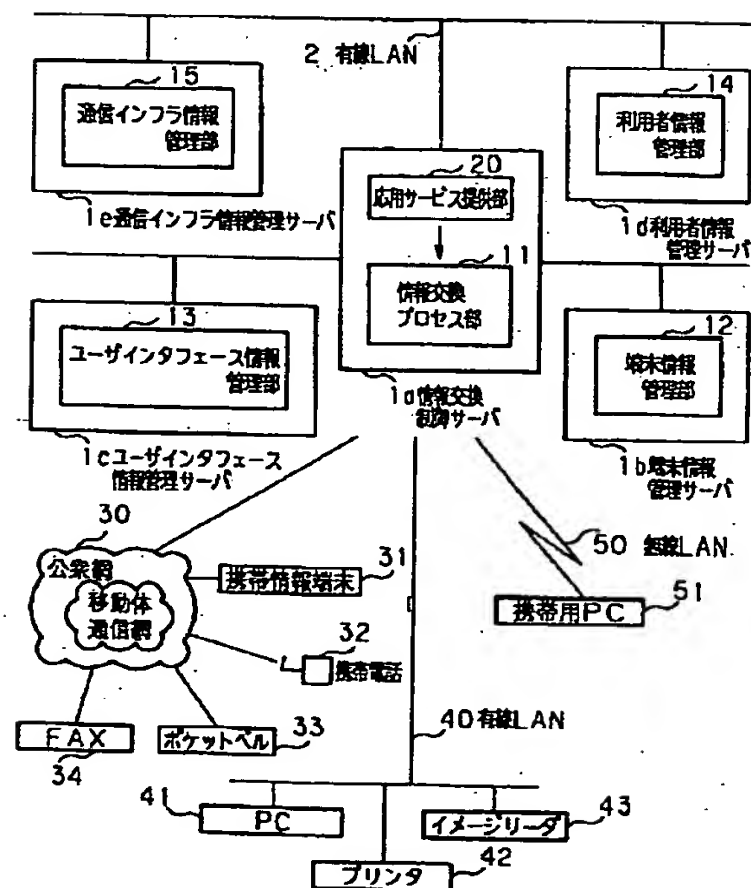 2 有線LAN
15
通信インフラ情報
管理部
1e通信インフラ情報管理サーバ
14
利用者情報
管理部
1d利用者情報
管理サーバ
20
応用サービス提供部
11
情報交換
プロセス部
1a情報交換
制御サーバ
13
ユーザインタフェース情報
管理部
1cユーザインタフェース
情報管理サーバ
12
端末情報
管理部
1b端末情報
管理サーバ
30
公衆網
移動体
通信網
携帯情報端末
31
32
携帯電話
50 無線LAN
携帯用PC
51
FAX
34
ポケットベル
33
40有線LAN
41
PC
イメージリーダ
43
プリンタ
42